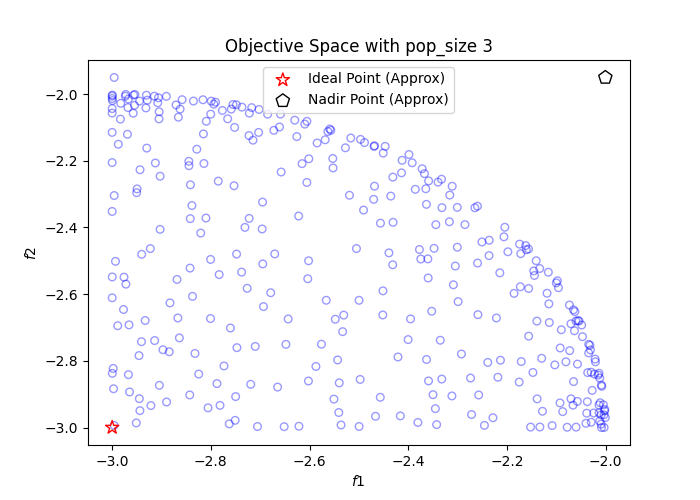 Objective Space with pop_size 3
Ideal Point (Approx)
Nadir Point (Approx)
f2
−2.0
−2.2
−2.4
−2.6
−2.8
−3.0
−3.0 −2.8 −2.6 −2.4 −2.2 −2.0
f1